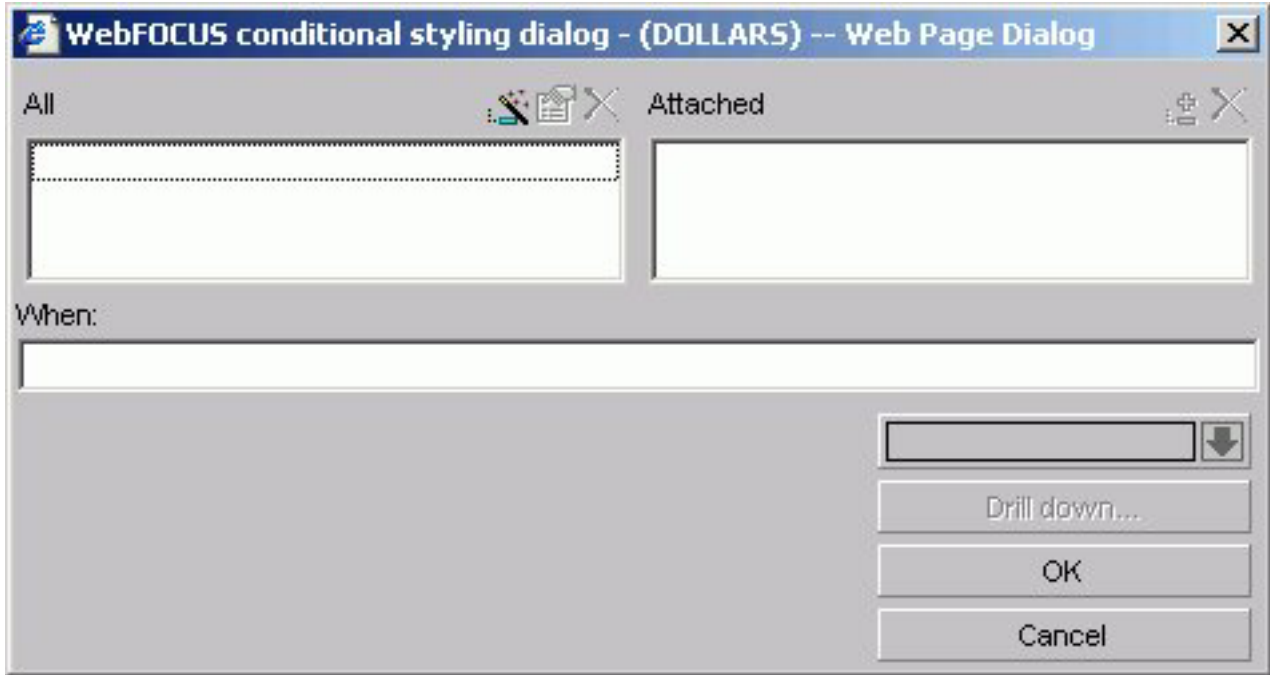 WebFOCUS conditional styling dialog - (DOLLARS) -- Web Page Dialog
All
Attached
When:
Drill down...
OK
Cancel